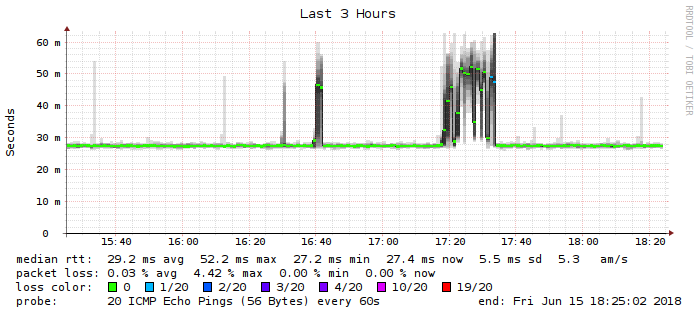 Last 3 Hours
RRDTOOL / TOBI OETIKER
Seconds
60 m
50 m
40 m
30 m
20 m
10 m
0
15:40 16:00 16:20 16:40 17:00 17:20 17:40 18:00 18:20
median rtt: 29.2 ms avg 52.2 ms max 27.2 ms min 27.4 ms now 5.5 ms sd 5.3 am/s
packet loss: 0.03 % avg 4.42 % max 0.00 % min 0.00 % now
loss color: 0 1/20 2/20 3/20 4/20 10/20 19/20
probe: 20 ICMP Echo Pings (56 Bytes) every 60s end: Fri Jun 15 18:25:02 2018